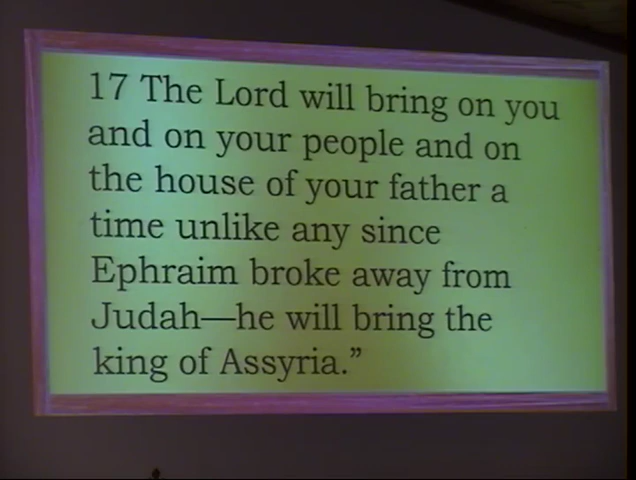 17 The Lord will bring on you
and on your people and on
the house of your father a
time unlike any since
Ephraim broke away from
Judah—he will bring the
king of Assyria.”